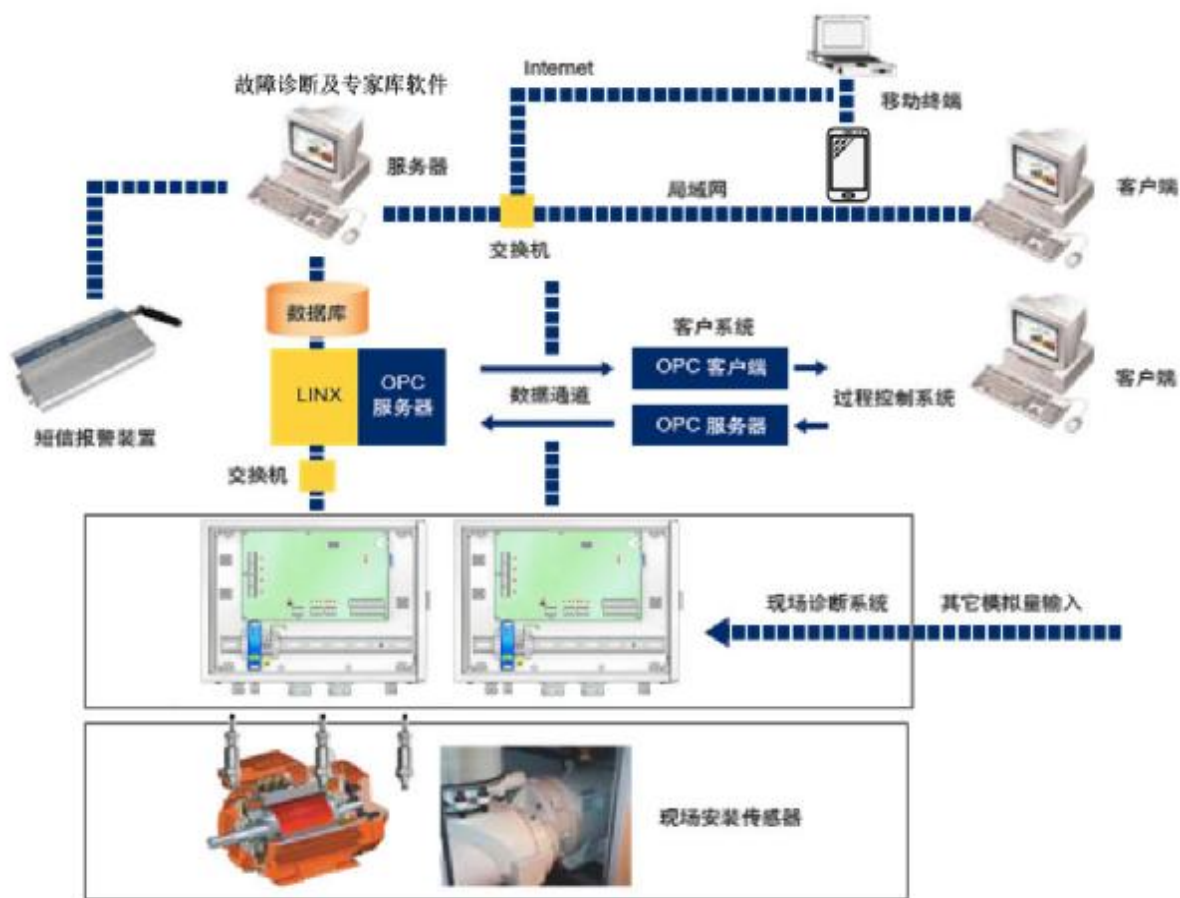 Internet
故障诊断及专家库软件
移动终端
服务器
局域网
客户端
交换机
数据库
客户系统
LINX
OPC
服务器
OPC 客户端
数据通道
过程控制系统
客户端
OPC 服务器
短信报警装置
交换机
现场诊断系统
其它模拟量输入
现场安装传感器